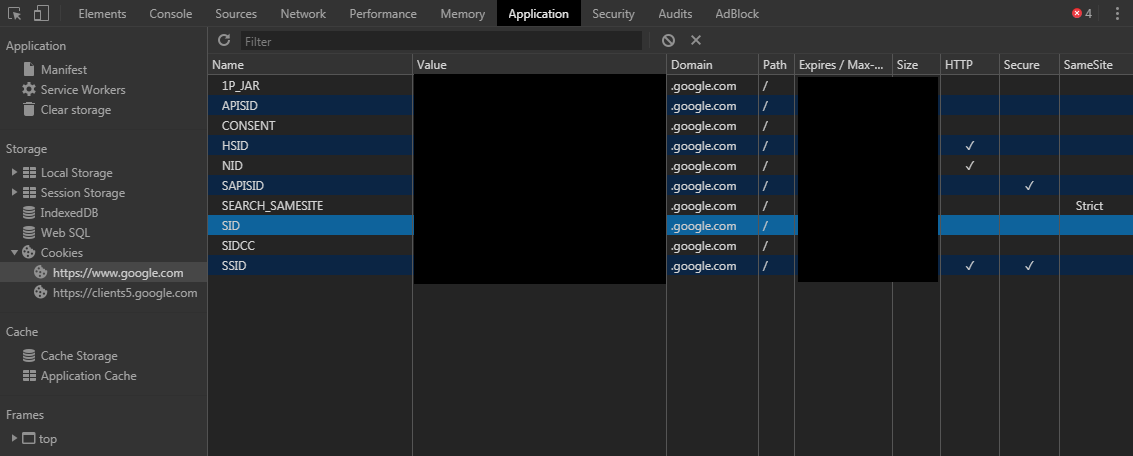 Elements Console Sources Network Performance Memory Application Security Audits AdBlock 4
Application
Manifest
Service Workers
Clear storage
Storage
Local Storage
Session Storage
IndexedDB
Web SQL
Cookies
https://www.google.com
https://clients5.google.com
Cache
Cache Storage
Application Cache
Frames
top
Filter
Name Value Domain Path Expires / Max-... Size HTTP Secure SameSite
1P_JAR .google.com /
APISID .google.com /
CONSENT .google.com /
HSID .google.com / ✓
NID .google.com / ✓
SAPISID .google.com / ✓
SEARCH_SAMESITE .google.com / Strict
SID .google.com /
SIDCC .google.com /
SSID .google.com / ✓ ✓